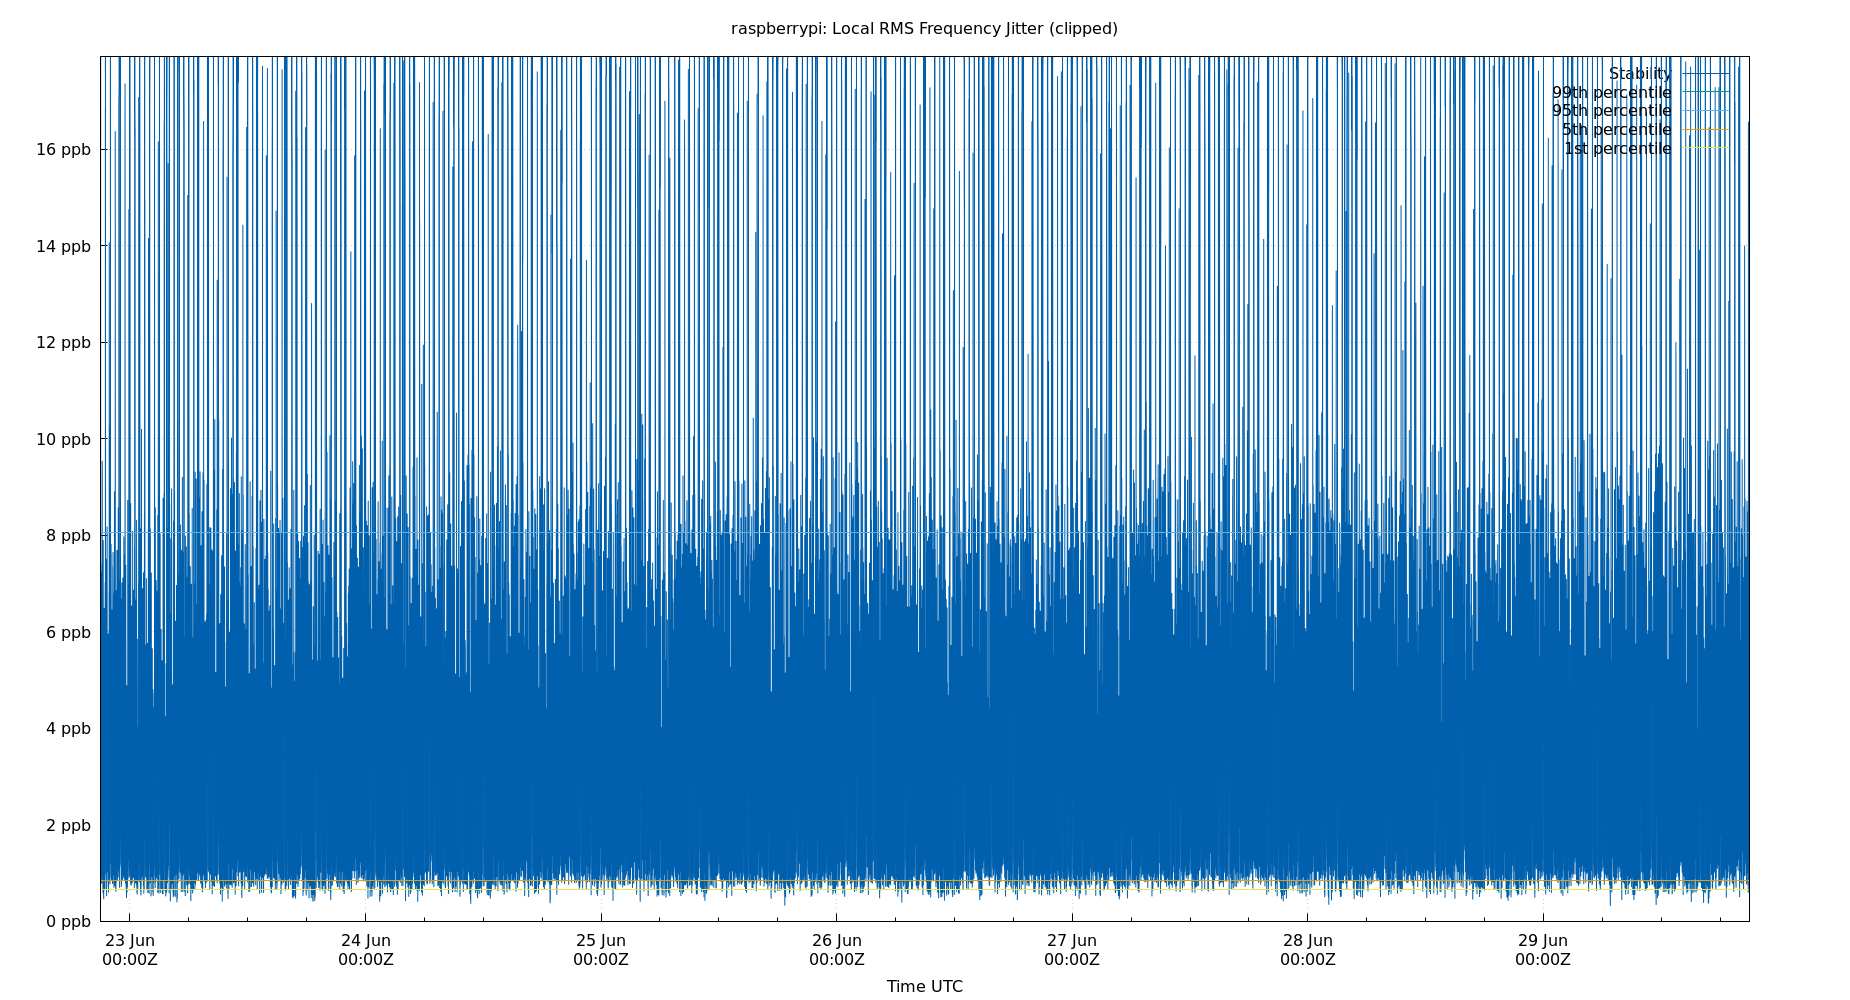 raspberrypi: Local RMS Frequency Jitter (clipped)
Stability
99th percentile
95th percentile
5th percentile
1st percentile
16 ppb
14 ppb
12 ppb
10 ppb
8 ppb
6 ppb
4 ppb
2 ppb
0 ppb
23 Jun 24 Jun 25 Jun 26 Jun 27 Jun 28 Jun 29 Jun
00:00Z 00:00Z 00:00Z 00:00Z 00:00Z 00:00Z 00:00Z
Time UTC